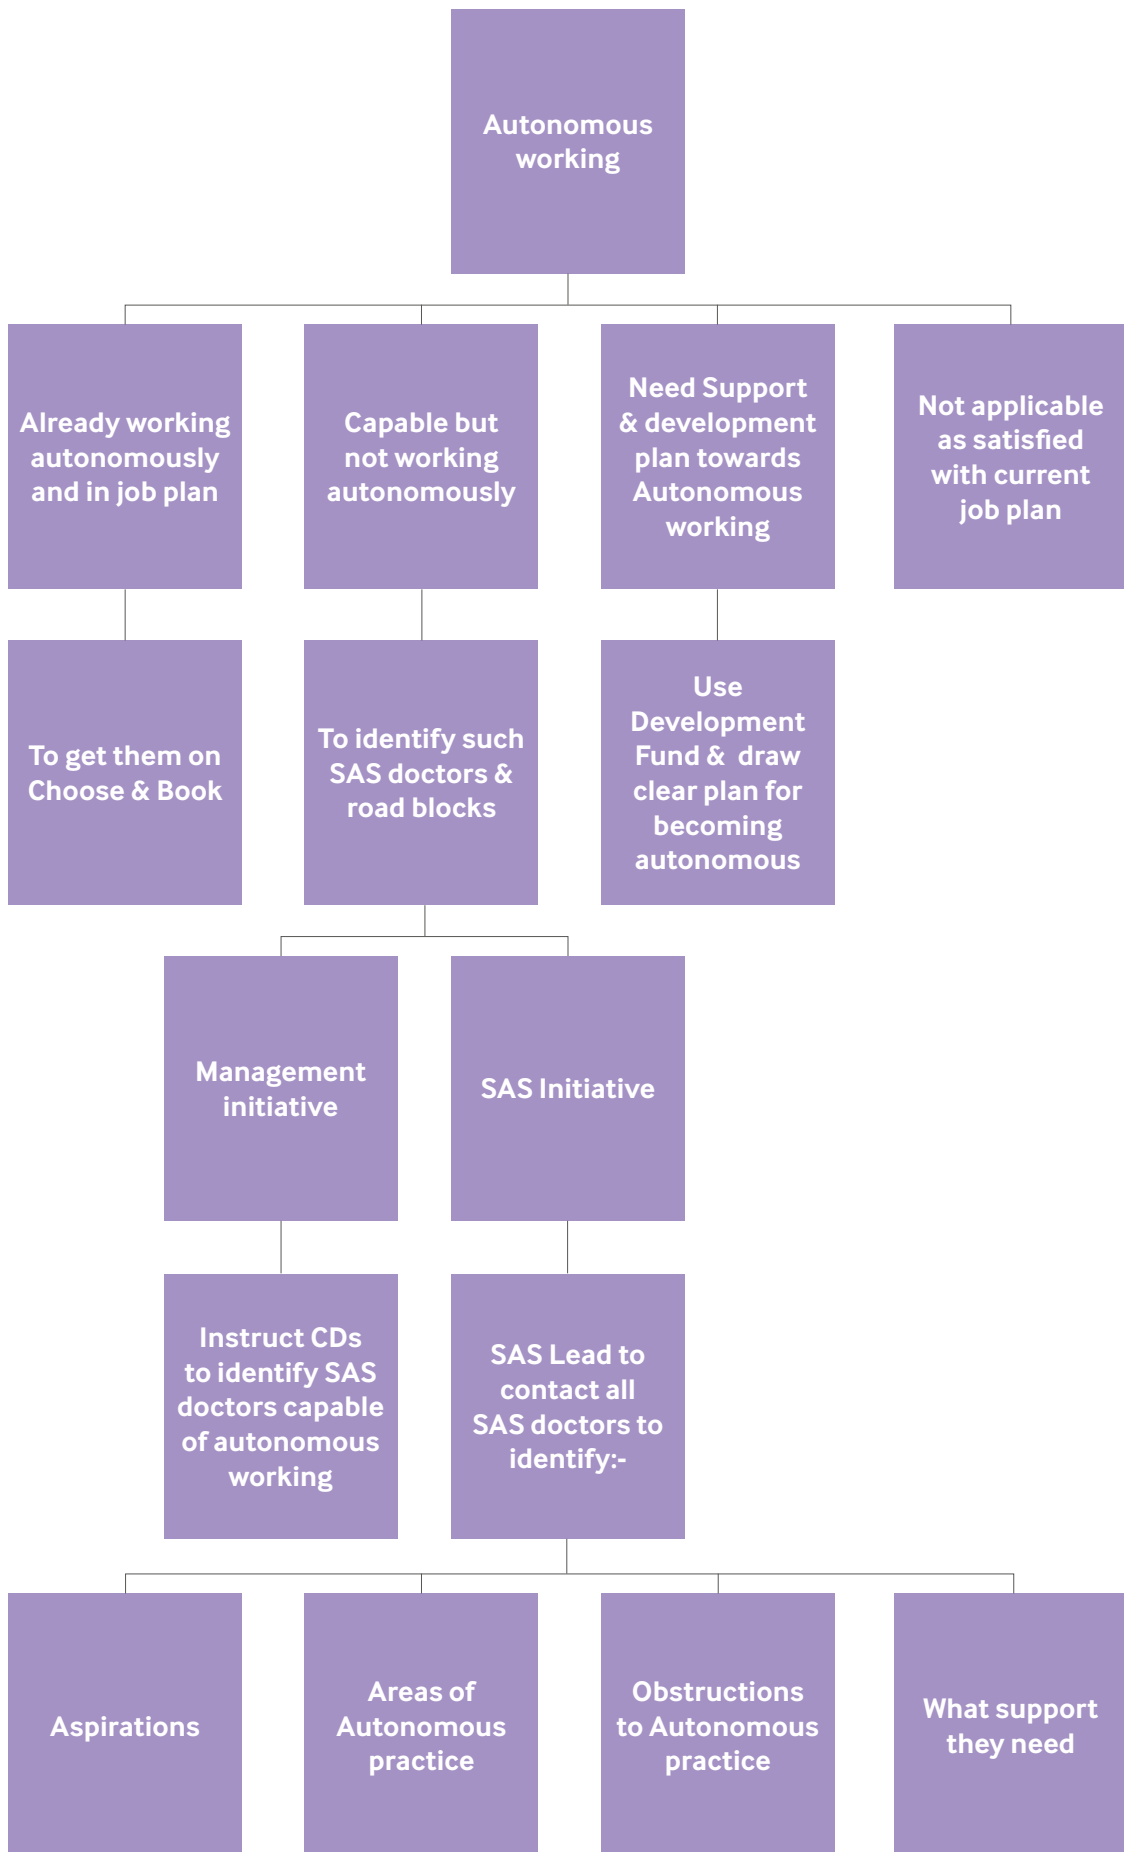 Autonomous
working
Already working
autonomously
and in job plan
Capable but
not working
autonomously
Need Support
& development
plan towards
Autonomous
working
Not applicable
as satisfied
with current
job plan
To get them on
Choose & Book
To identify such
SAS doctors &
road blocks
Use
Development
Fund &  draw
clear plan for
becoming
autonomous
Management
initiative
SAS Initiative
Instruct CDs
to identify SAS
doctors capable
of autonomous
working
SAS Lead to
contact all
SAS doctors to
identify:-
Aspirations
Areas of
Autonomous
practice
Obstructions
to Autonomous
practice
What support
they need